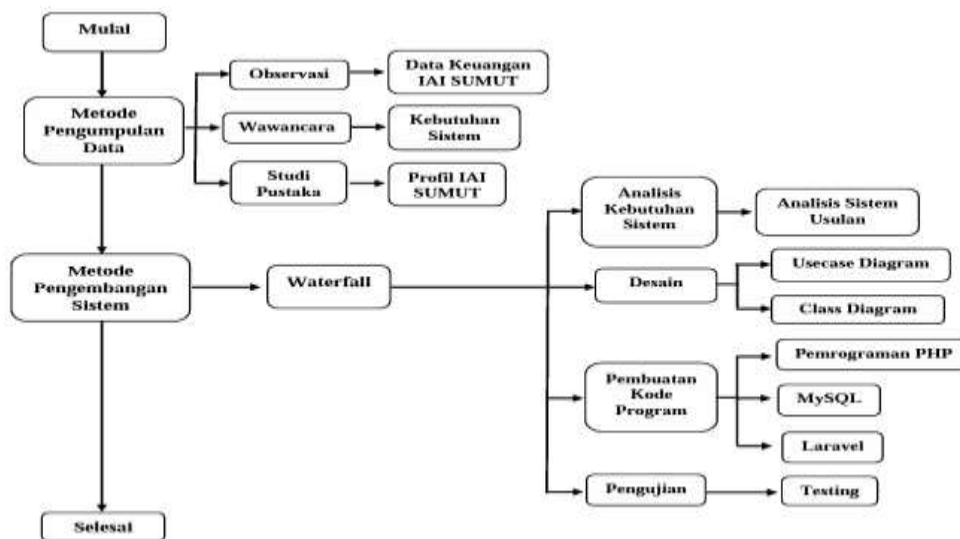 Mulai
Metode
Pengumpulan
Data
Observasi
Data Keuangan
IAI SUMUT
Wawancara
Kebutuhan
Sistem
Studi
Pustaka
Profil IAI
SUMUT
Metode
Pengembangan
Sistem
Waterfall
Analisis
Kebutuhan
Sistem
Analisis Sistem
Usulan
Desain
Usecase Diagram
Class Diagram
Pembuatan
Kode
Program
Pemrograman PHP
MySQL
Laravel
Pengujian
Testing
Selesai